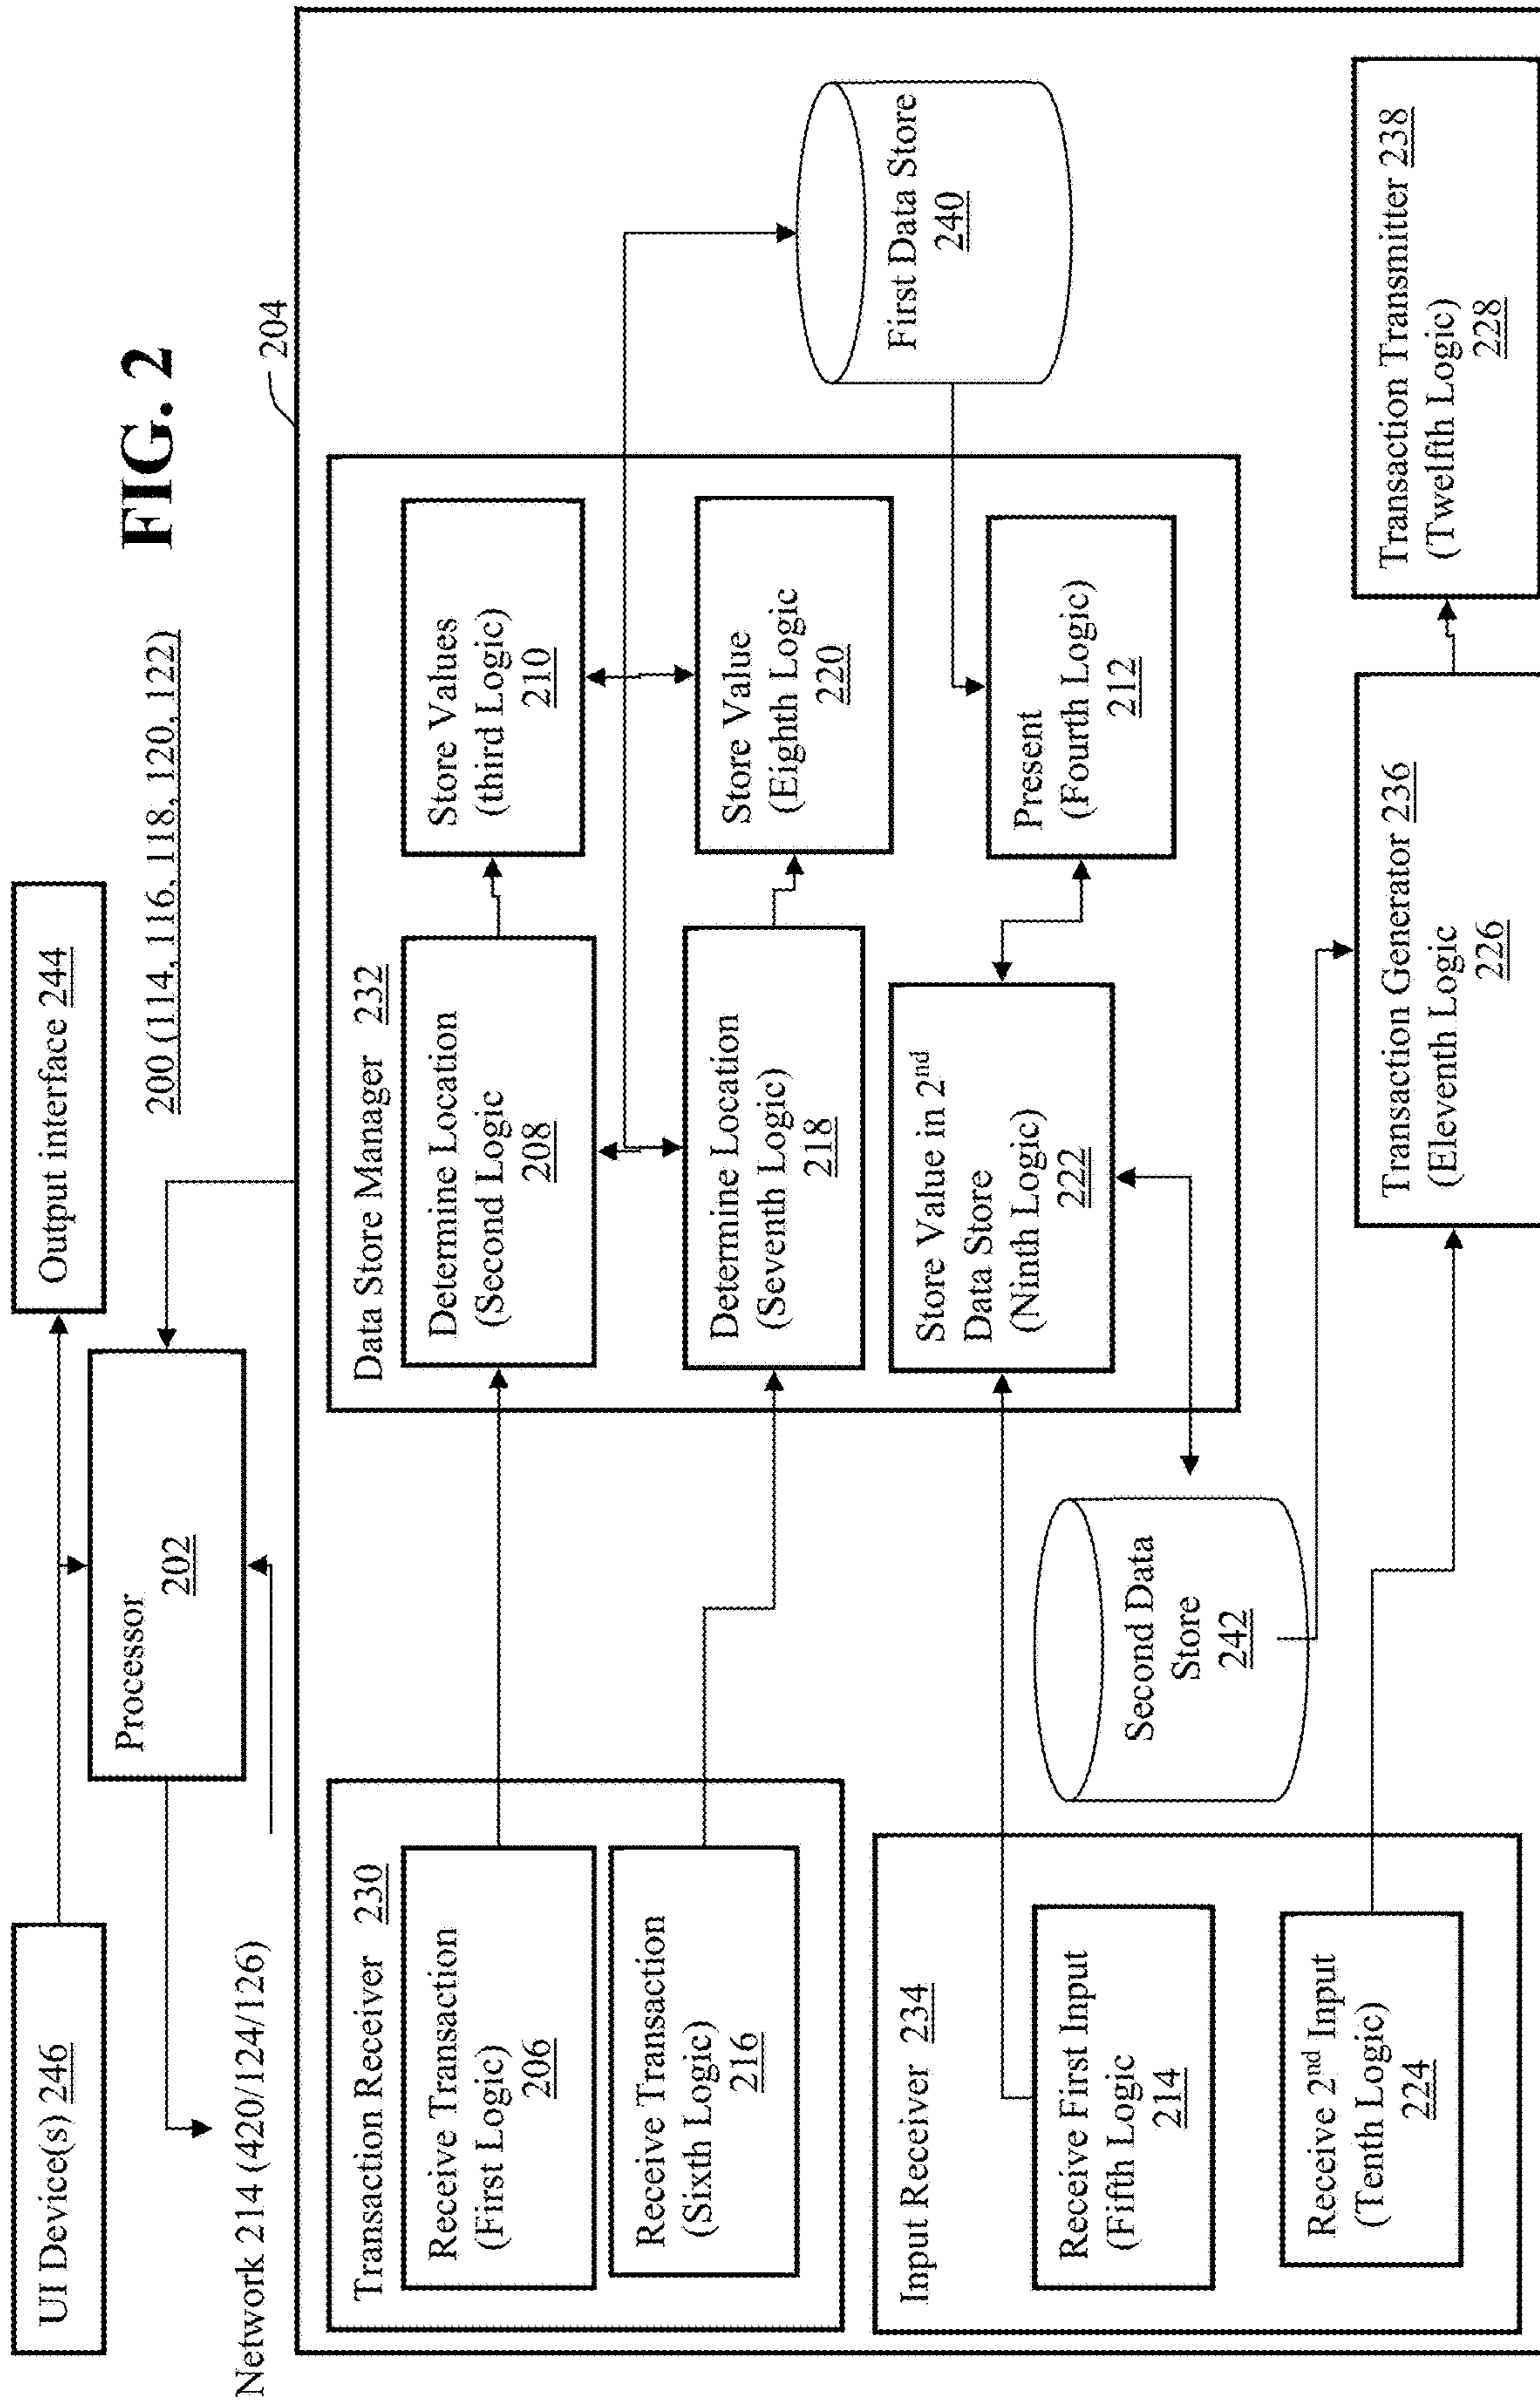 FIG. 2
UI Device(s) 246
Output interface 244
Processor
202
200 (114, 116, 118, 120, 122)
Network 214 (420/124/126)
204
Transaction Receiver 230
Receive Transaction
(First Logic)
206
Receive Transaction
(Sixth Logic)
216
Data Store Manager 232
Determine Location
(Second Logic
208
Store Values
(third Logic)
210
Determine Location
(Seventh Logic)
218
Store Value
(Eighth Logic
220
Store Value in 2nd
Data Store
(Ninth Logic)
222
Present
(Fourth Logic)
212
First Data Store
240
Input Receiver 234
Receive First Input
(Fifth Logic
214
Receive 2nd Input
(Tenth Logic)
224
Second Data
Store
242
Transaction Generator 236
(Eleventh Logic
226
Transaction Transmitter 238
(Twelfth Logic)
228